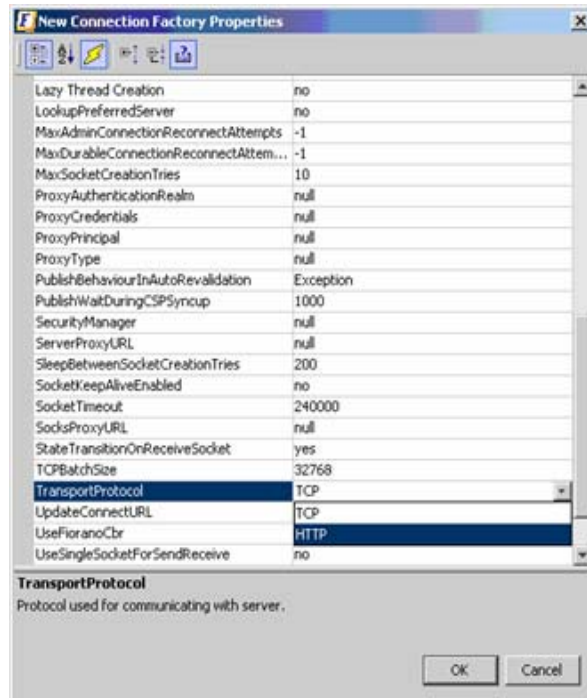 New Connection Factory Properties
Lazy Thread Creation no
LookupPreferredServer no
MaxAdminConnectionReconnectAttempts -1
MaxDurableConnectionReconnectAttem... -1
MaxSocketCreationTries 10
ProxyAuthenticationRealm null
ProxyCredentials null
ProxyPrincipal null
ProxyType null
PublishBehaviourInAutoRevalidation Exception
PublishWaitDuringCSPSyncup 1000
SecurityManager null
ServerProxyURL null
SleepBetweenSocketCreationTries 200
SocketKeepAliveEnabled no
SocketTimeout 240000
SocksProxyURL null
StateTransitionOnReceiveSocket yes
TCPBatchSize 32768
TransportProtocol TCP
UpdateConnectURL TCP
UseFioranoCbr HTTP
UseSingleSocketForSendReceive no
TransportProtocol
Protocol used for communicating with server.
OK Cancel